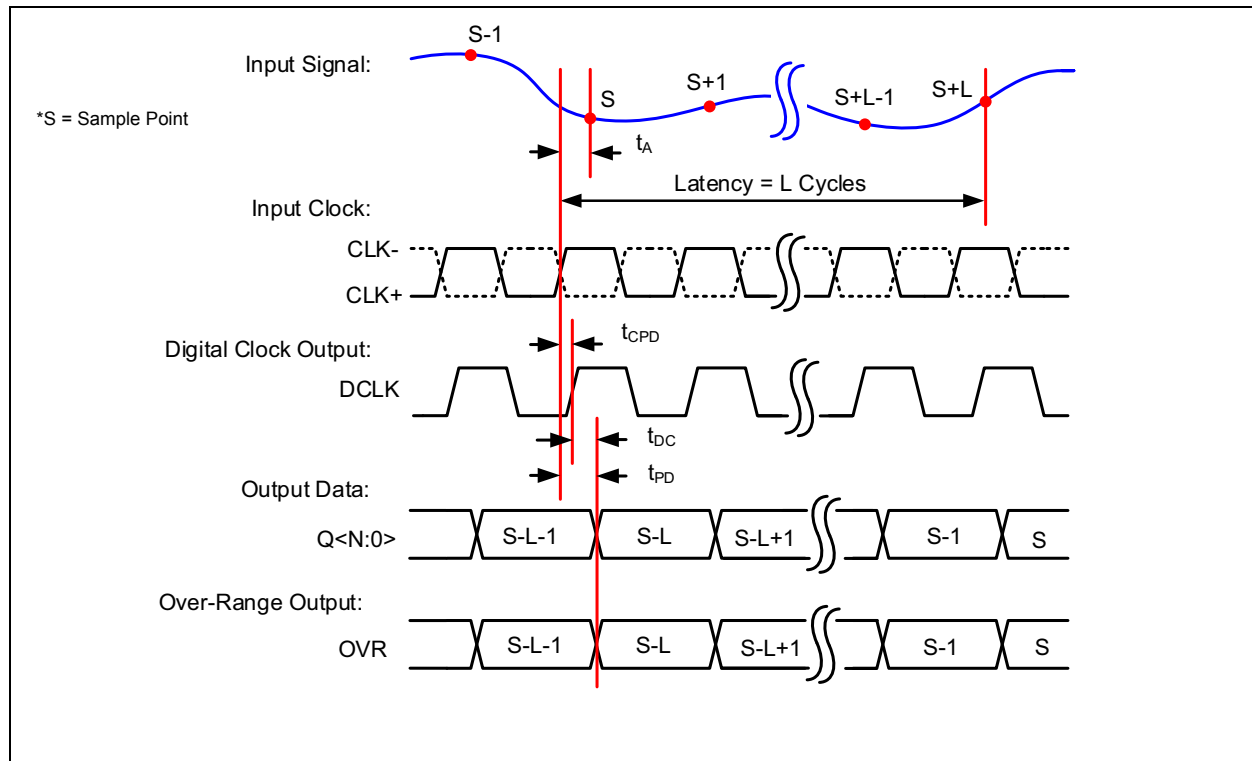 S-1
Input Signal:
S
S+1
S+L-1
S+L
*S = Sample Point
tA
Latency = L Cycles
Input Clock:
CLK-
CLK+
tCPD
Digital Clock Output:
DCLK
tDC
tPD
Output Data:
Q<N:0>
S-L-1
S-L
S-L+1
S-1
S
Over-Range Output:
OVR
S-L-1
S-L
S-L+1
S-1
S